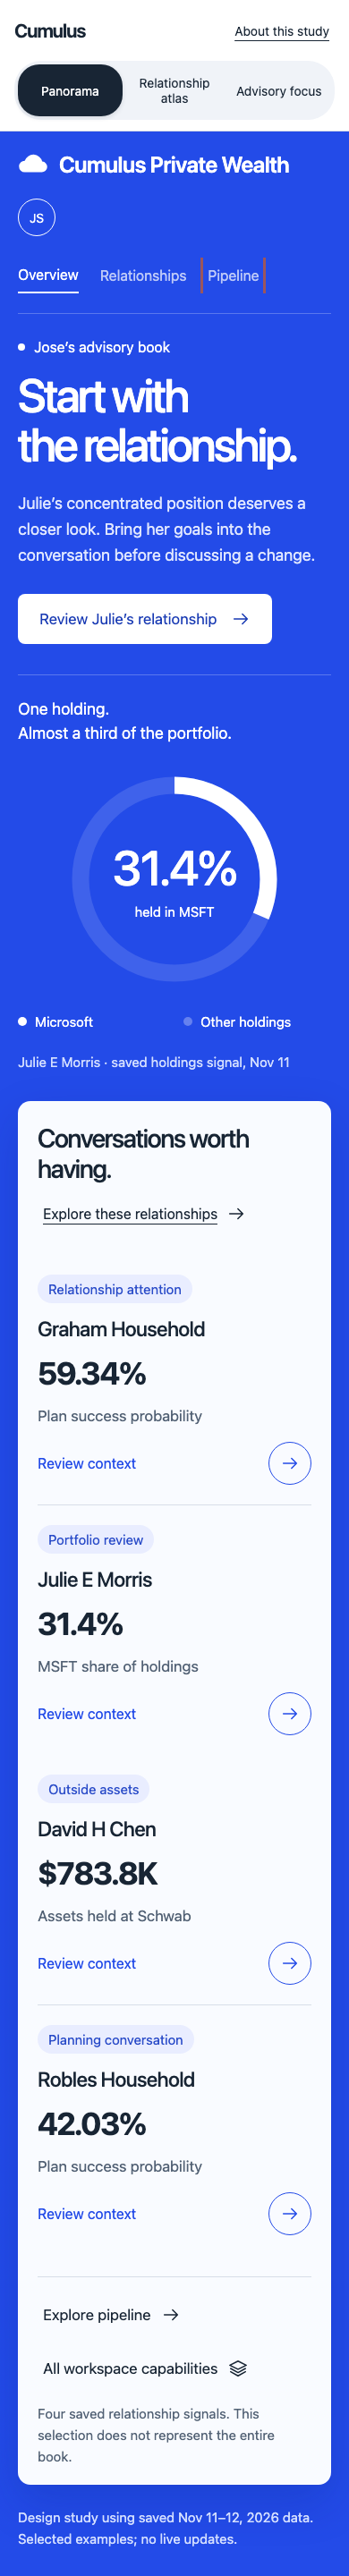 Cumulus
About this study
Panorama
Relationship
atlas
Advisory focus
Cumulus Private Wealth
JS
Overview
Relationships
Pipeline
Jose’s advisory book
Start with
the relationship.
Julie’s concentrated position deserves a
closer look. Bring her goals into the
conversation before discussing a change.
Review Julie’s relationship
One holding.
Almost a third of the portfolio.
31.4%
held in MSFT
Microsoft
Other holdings
Julie E Morris · saved holdings signal, Nov 11
Conversations worth
having.
Explore these relationships
Relationship attention
Graham Household
59.34%
Plan success probability
Review context
Portfolio review
Julie E Morris
31.4%
MSFT share of holdings
Review context
Outside assets
David H Chen
$783.8K
Assets held at Schwab
Review context
Planning conversation
Robles Household
42.03%
Plan success probability
Review context
Explore pipeline
All workspace capabilities
Four saved relationship signals. This
selection does not represent the entire
book.
Design study using saved Nov 11–12, 2026 data.
Selected examples; no live updates.